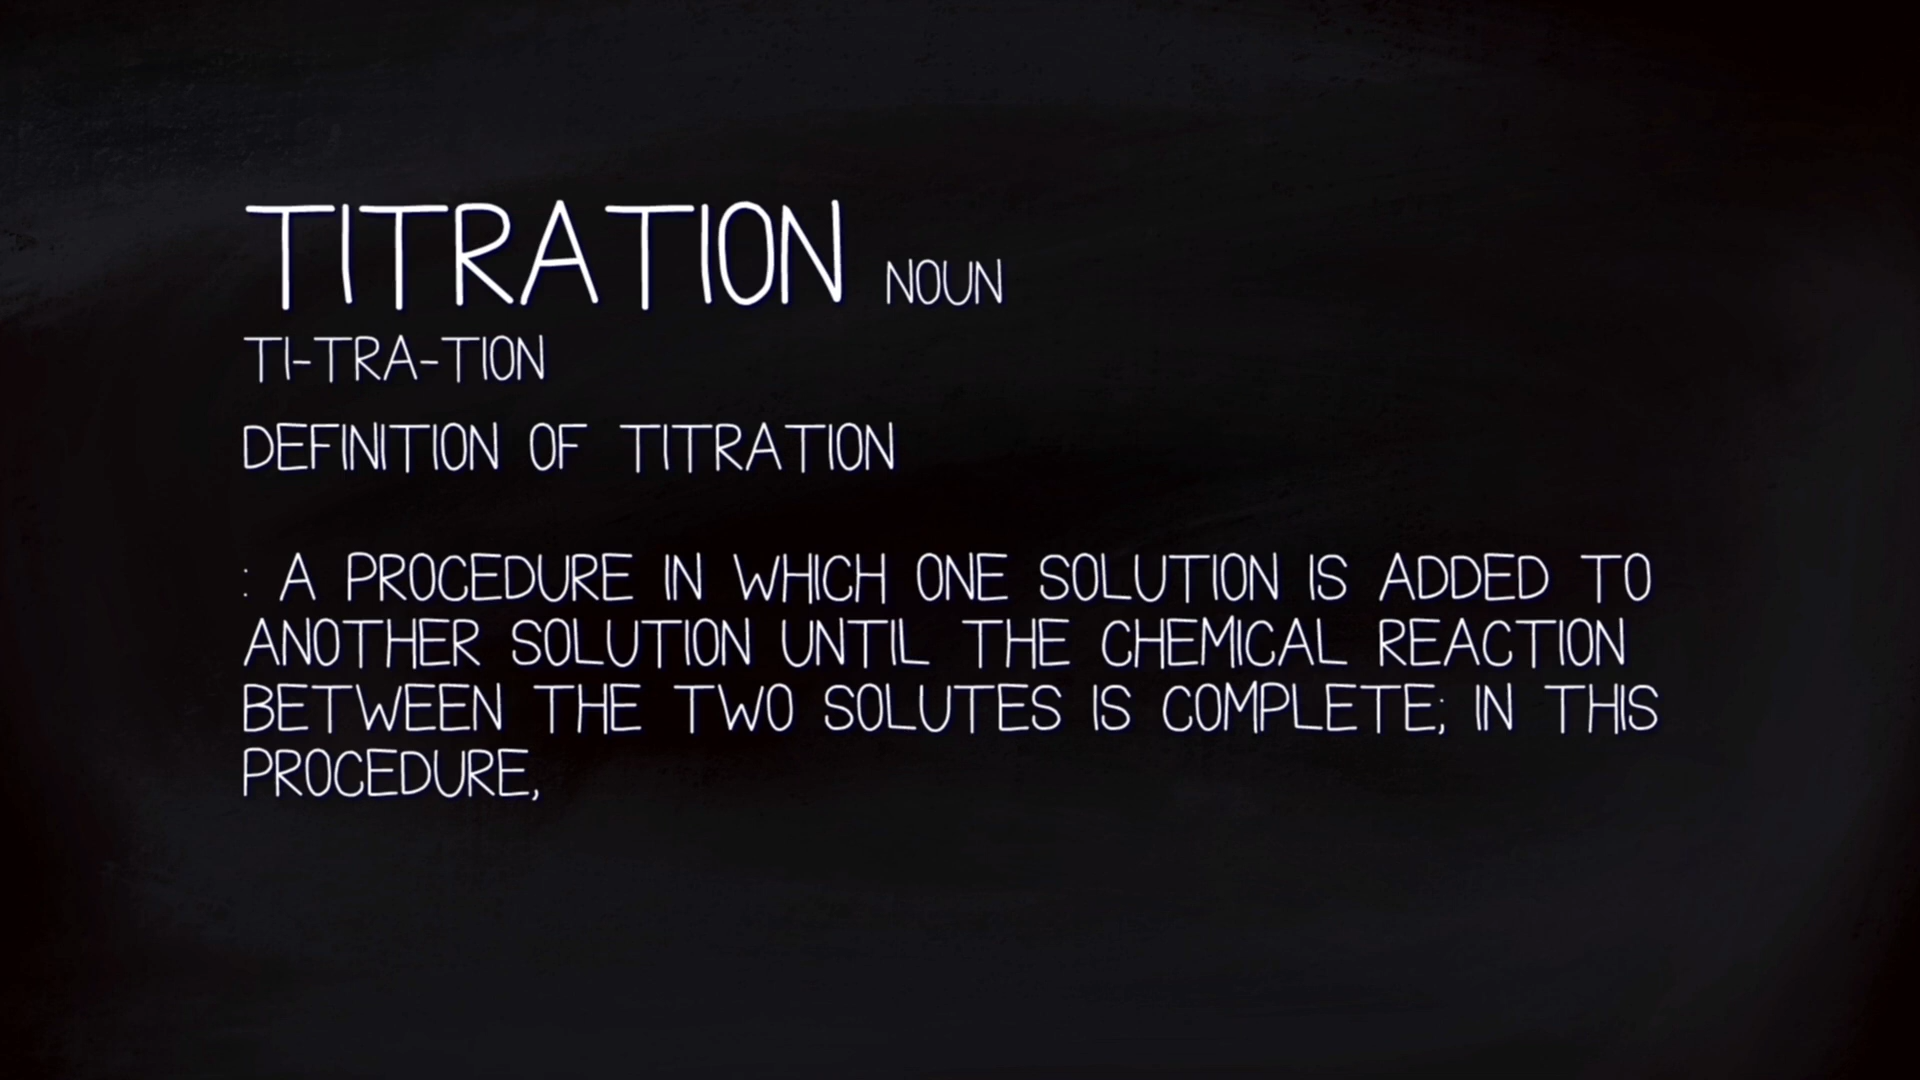 TITRATION NOUN
TI-TRA-TION
DEFINITION OF TITRATION
: A PROCEDURE IN WHICH ONE SOLUTION IS ADDED TO
ANOTHER SOLUTION UNTIL THE CHEMICAL REACTION
BETWEEN THE TWO SOLUTES IS COMPLETE; IN THIS
PROCEDURE,